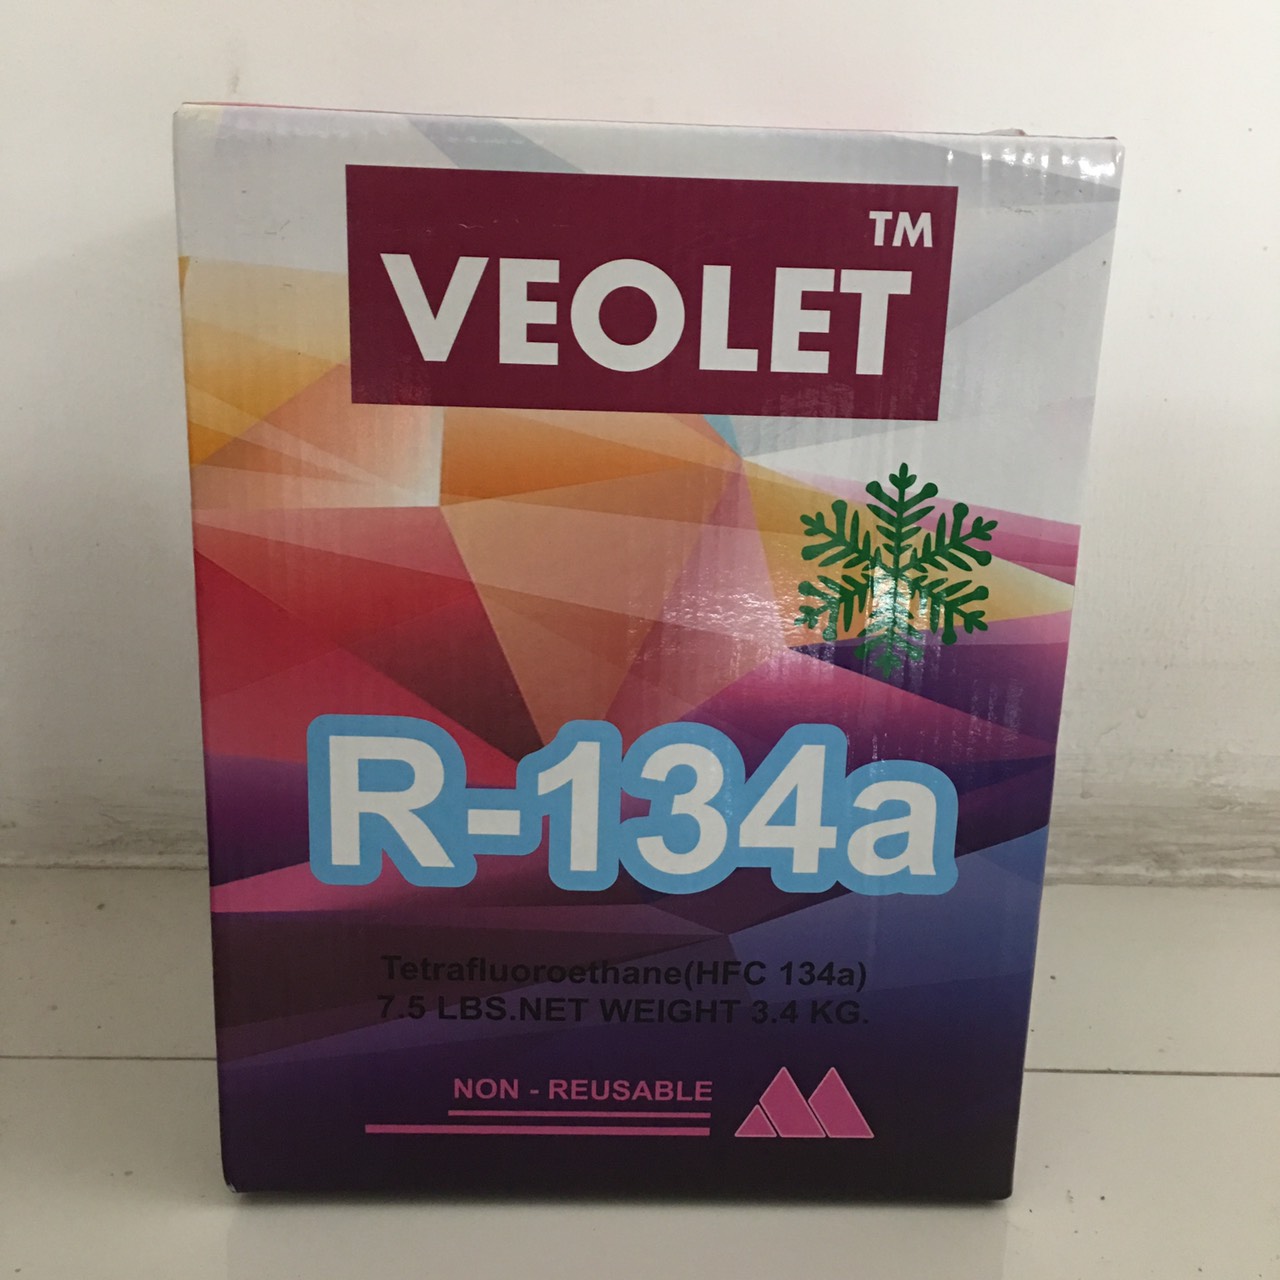 TM
VEOLET
R-134a
Tetrafluoroethane(HFC 134a)
7.5 LBS.NET WEIGHT 3.4 KG.
NON - REUSABLE